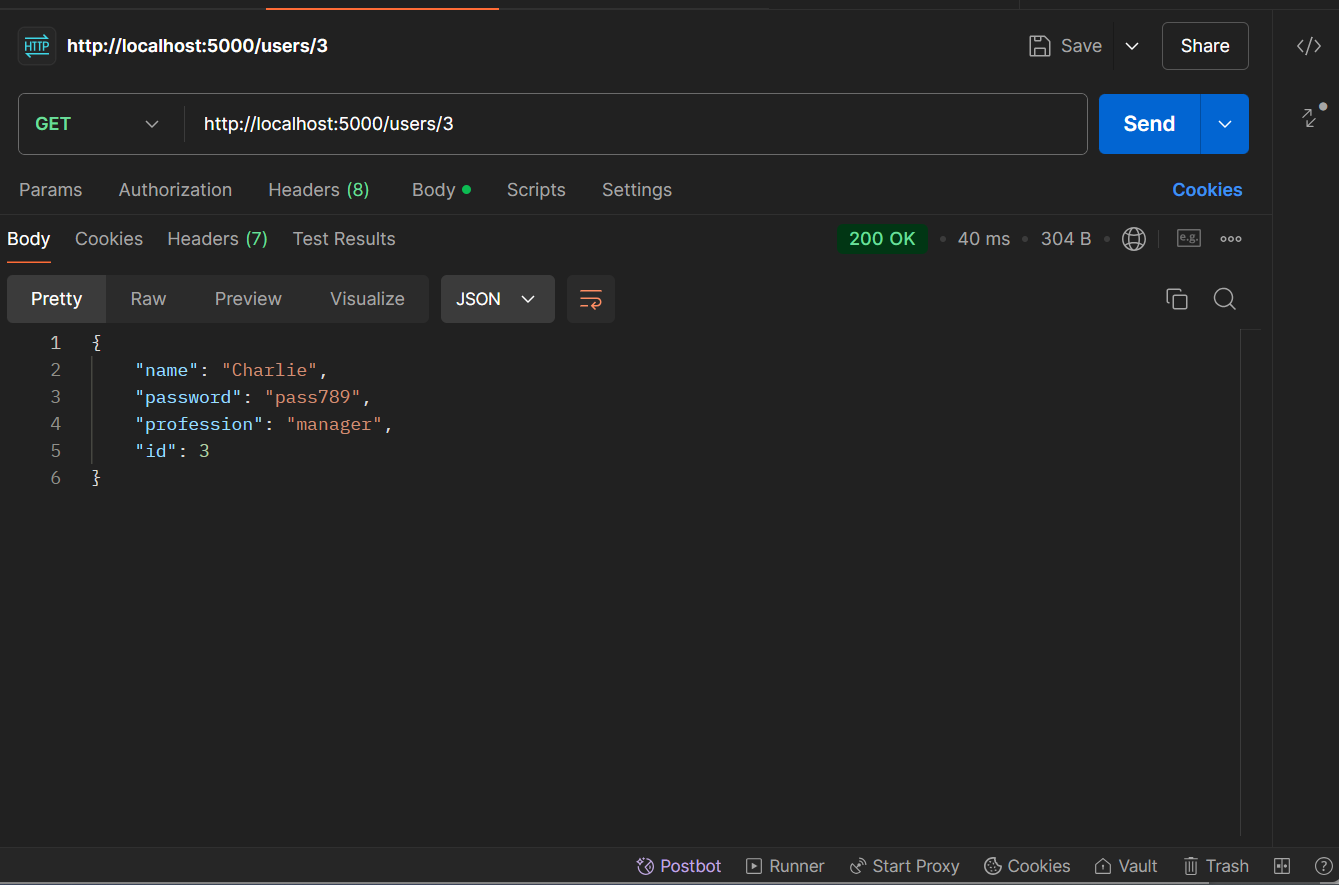 HTTP http://localhost:5000/users/3 Save Share </>
GET http://localhost:5000/users/3 Send
Params Authorization Headers (8) Body Scripts Settings Cookies
Body Cookies Headers (7) Test Results 200 OK 40 ms 304 B e.g.
Pretty Raw Preview Visualize JSON
1 {
2 "name": "Charlie",
3 "password": "pass789",
4 "profession": "manager",
5 "id": 3
6 }
Postbot Runner Start Proxy Cookies Vault Trash ?